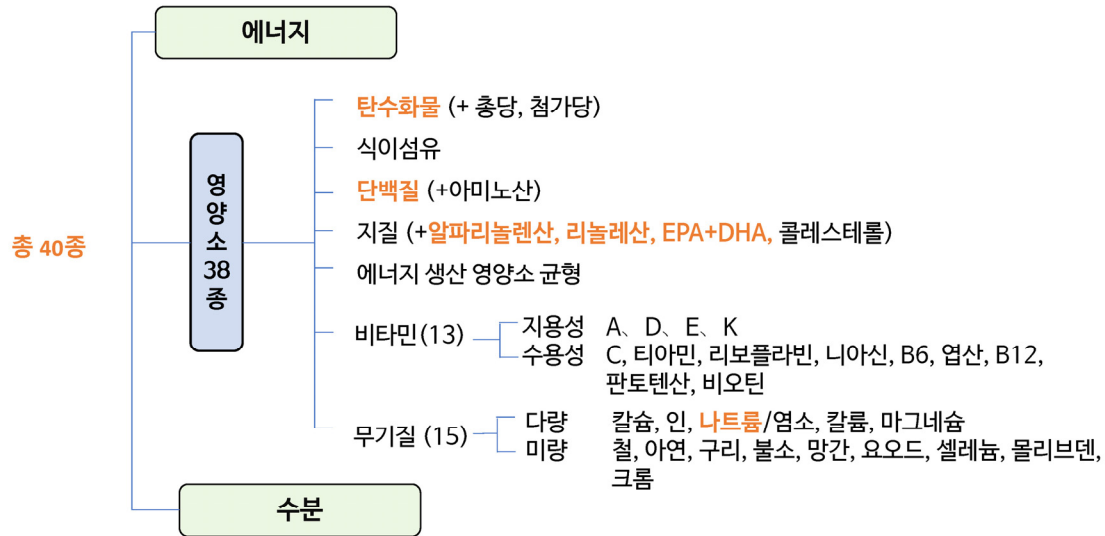 에너지
총 40종
영양소38종
탄수화물 (+ 총당, 첨가당)
식이섬유
단백질 (+아미노산)
지질 (+알파리놀렌산, 리놀레산, EPA+DHA, 콜레스테롤)
에너지 생산 영양소 균형
비타민(13)
지용성 A、D、E、K
수용성 C, 티아민, 리보플라빈, 니아신, B6, 엽산, B12,
판토텐산, 비오틴
무기질 (15)
다량 칼슘, 인, 나트륨/염소, 칼륨, 마그네슘
미량 철, 아연, 구리, 불소, 망간, 요오드, 셀레늄, 몰리브덴,
크롬
수분